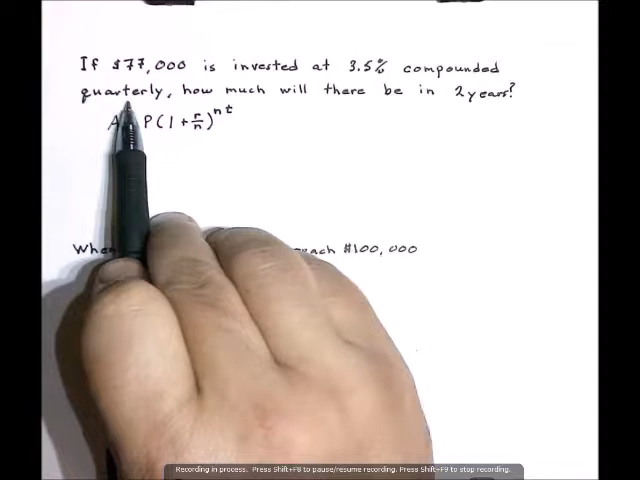 If $77,000 is invested at 3.5% compounded
quarterly, how much will there be in 2 years?
A P(1+r/n)^nt
When reach $100,000
Recording in process. Press Shift+F8 to pause/resume recording. Press Shift+F9 to stop recording.